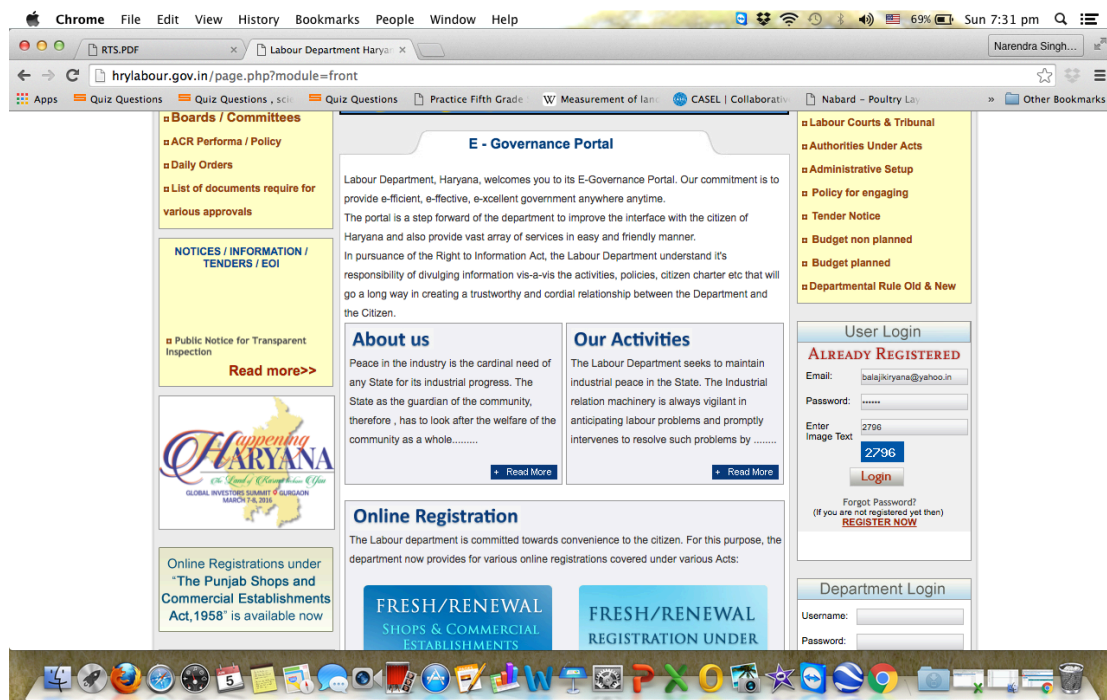 Chrome File Edit View History Bookmarks People Window Help
69% Sun 7:31 pm
RTS.PDF
Labour Department Haryan
Narendra Singh...
hrylabour.gov.in/page.php?module=front
Apps Quiz Questions Quiz Questions , scie Quiz Questions Practice Fifth Grade Measurement of land CASEL | Collaborativ Nabard - Poultry Lay » Other Bookmarks
Boards / Committees
ACR Performa / Policy
Daily Orders
List of documents require for
various approvals
NOTICES / INFORMATION /
TENDERS / EOI
Public Notice for Transparent
Inspection
Read more>>
Happening
HARYANA
GLOBAL INVESTORS SUMMIT GURGAON
MARCH 7-8, 2016
Online Registrations under
"The Punjab Shops and
Commercial Establishments
Act,1958" is available now
E - Governance Portal
Labour Department, Haryana, welcomes you to its E-Governance Portal. Our commitment is to
provide e-fficient, e-ffective, e-xcellent government anywhere anytime.
The portal is a step forward of the department to improve the interface with the citizen of
Haryana and also provide vast array of services in easy and friendly manner.
In pursuance of the Right to Information Act, the Labour Department understand it's
responsibility of divulging information vis-a-vis the activities, policies, citizen charter etc that will
go a long way in creating a trustworthy and cordial relationship between the Department and
the Citizen.
About us
Peace in the industry is the cardinal need of
any State for its industrial progress. The
State as the guardian of the community,
therefore , has to look after the welfare of the
community as a whole.........
+ Read More
Our Activities
The Labour Department seeks to maintain
industrial peace in the State. The Industrial
relation machinery is always vigilant in
anticipating labour problems and promptly
intervenes to resolve such problems by ........
+ Read More
Online Registration
The Labour department is committed towards convenience to the citizen. For this purpose, the
department now provides for various online registrations covered under various Acts:
FRESH/RENEWAL
SHOPS & COMMERCIAL
ESTABLISHMENTS
FRESH/RENEWAL
REGISTRATION UNDER
Labour Courts & Tribunal
Authorities Under Acts
Administrative Setup
Policy for engaging
Tender Notice
Budget non planned
Budget planned
Departmental Rule Old & New
User Login
ALREADY REGISTERED
Email: balajikiryana@yahoo.in
Password: ••••••
Enter
Image Text
2796
2796
Login
Forgot Password?
(If you are not registered yet then)
REGISTER NOW
Department Login
Username:
Password:
5